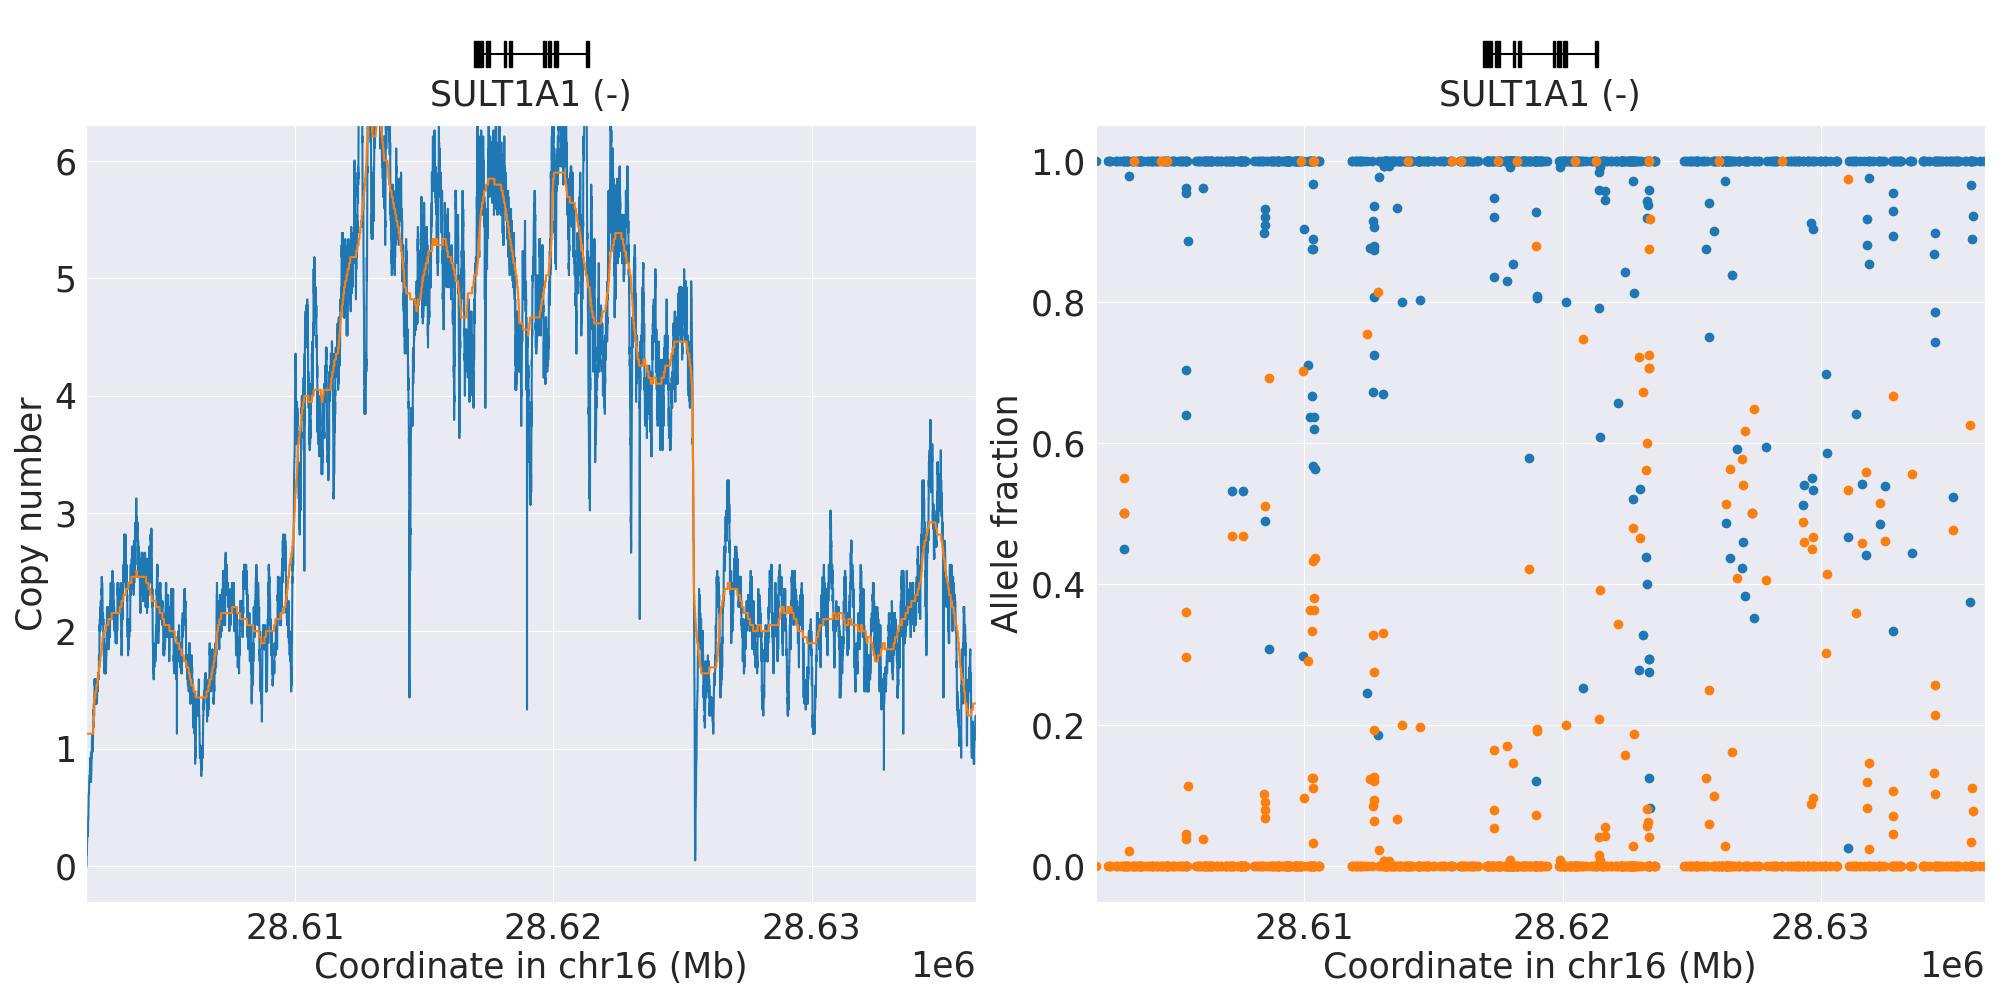 SULT1A1 (-)
Copy number
6
5
4
3
2
1
0
28.61
28.62
28.63
Coordinate in chr16 (Mb)
1e6
SULT1A1 (-)
Allele fraction
1.0
0.8
0.6
0.4
0.2
0.0
28.61
28.62
28.63
Coordinate in chr16 (Mb)
1e6